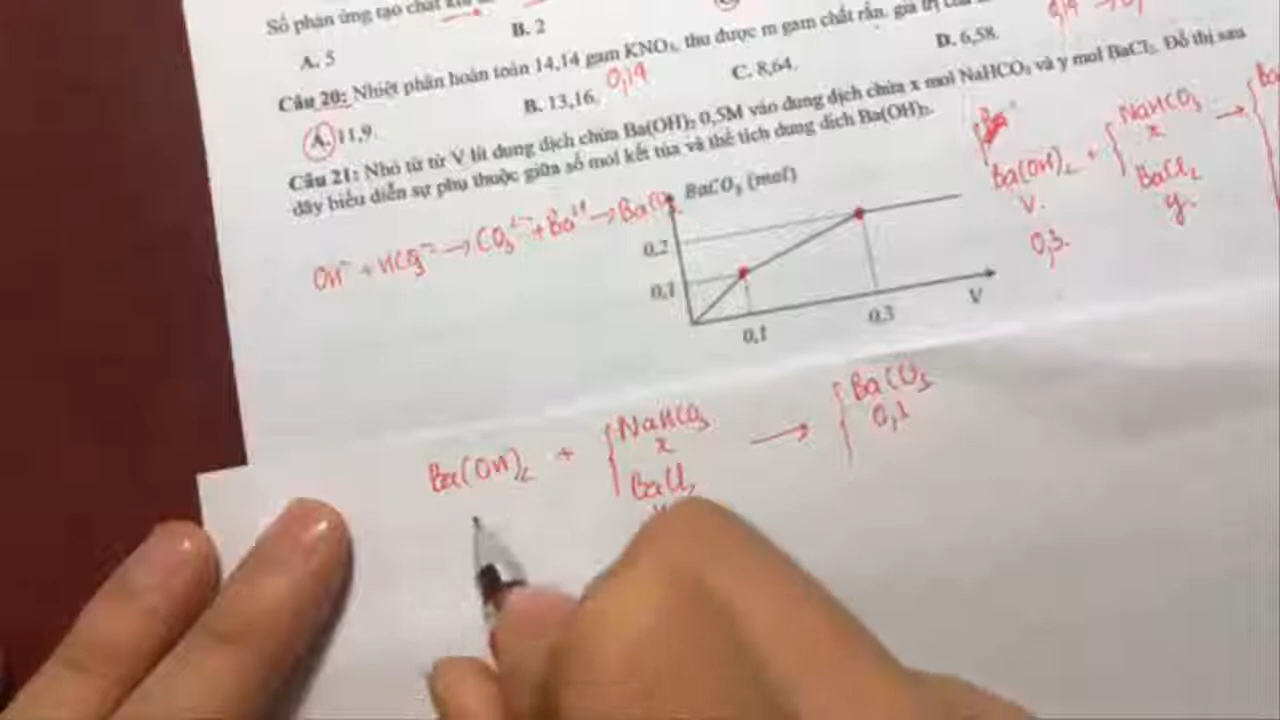 Số phản ứng tạo chất khí
A. 5
B. 2
Câu 20: Nhiệt phân hoàn toàn 14,14 gam KNO₃, thu được m gam chất rắn, giá trị của
0,14
A. 11,9.
B. 13,16.
C. 8,64.
D. 6,58.
Câu 21: Nhỏ từ từ V lít dung dịch chứa Ba(OH)₂ 0,5M vào dung dịch chứa x mol NaHCO₃ và y mol BaCl₂. Đồ thị sau
đây biểu diễn sự phụ thuộc giữa số mol kết tủa và thể tích dung dịch Ba(OH)₂.
OH⁻ + HCO₃⁻ → CO₃²⁻ + Ba²⁺ →
BaCO₃ (mol)
0,2
0,1
0,1
0,3
V
Ba(OH)₂ + { NaHCO₃ →
x
V.
BaCl₂
y.
0,3.
Ba(OH)₂ + { NaHCO₃ → { BaCO₃
x
0,1
BaCl₂